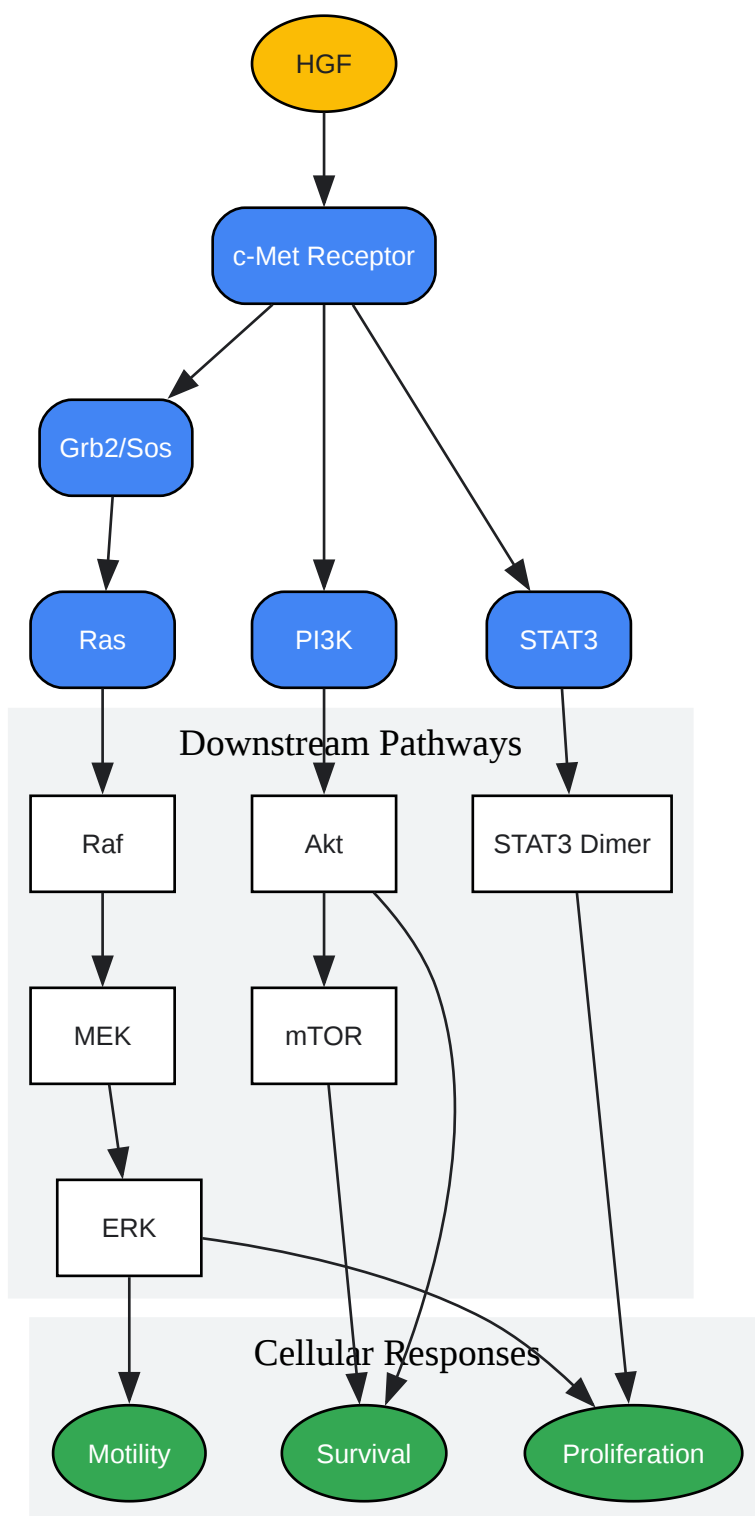 HGF
c-Met Receptor
Grb2/Sos
Ras
PI3K
STAT3
Downstream Pathways
Raf
Akt
STAT3 Dimer
MEK
mTOR
ERK
Cellular Responses
Motility
Survival
Proliferation